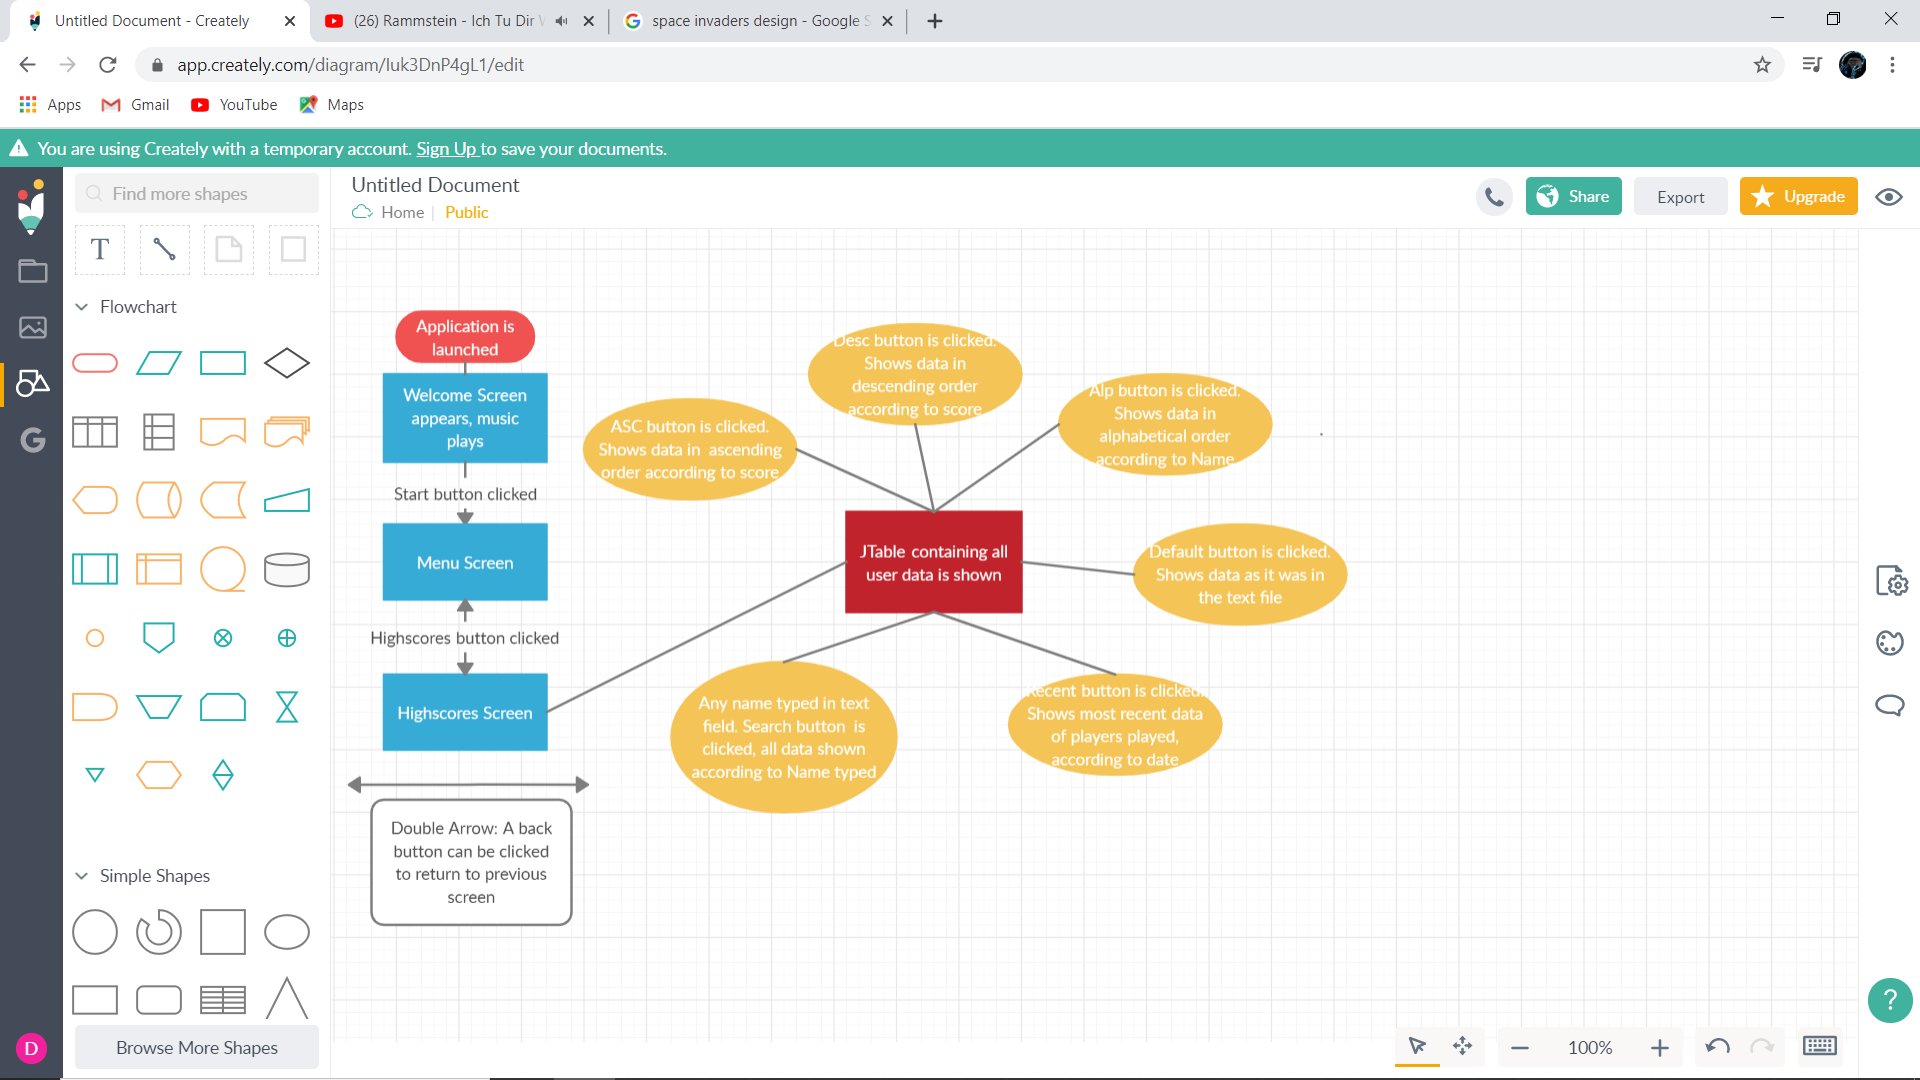 Untitled Document - Creately
(26) Rammstein - Ich Tu Dir
space invaders design - Google S
app.creately.com/diagram/Iuk3DnP4gL1/edit
Apps
Gmail
YouTube
Maps
You are using Creately with a temporary account. Sign Up to save your documents.
Find more shapes
Untitled Document
Home
Public
Share
Export
Upgrade
T
Flowchart
Application is
launched
Welcome Screen
appears, music
plays
Start button clicked
Menu Screen
Highscores button clicked
Highscores Screen
Double Arrow: A back
button can be clicked
to return to previous
screen
ASC button is clicked.
Shows data in ascending
order according to score
Desc button is clicked.
Shows data in
descending order
according to score
Alp button is clicked.
Shows data in
alphabetical order
according to Name
JTable containing all
user data is shown
Default button is clicked.
Shows data as it was in
the text file
Any name typed in text
field. Search button is
clicked, all data shown
according to Name typed
Recent button is clicked.
Shows most recent data
of players played,
according to date
Simple Shapes
Browse More Shapes
D
100%
?